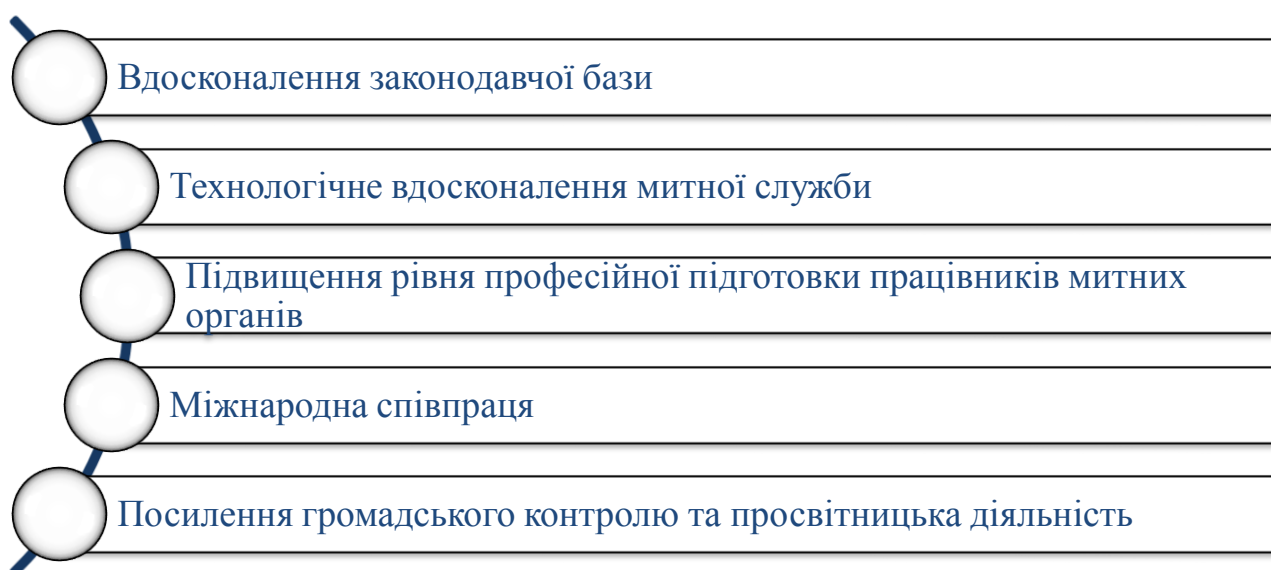 Вдосконалення законодавчої бази
Технологічне вдосконалення митної служби
Підвищення рівня професійної підготовки працівників митних
органів
Міжнародна співпраця
Посилення громадського контролю та просвітницька діяльність